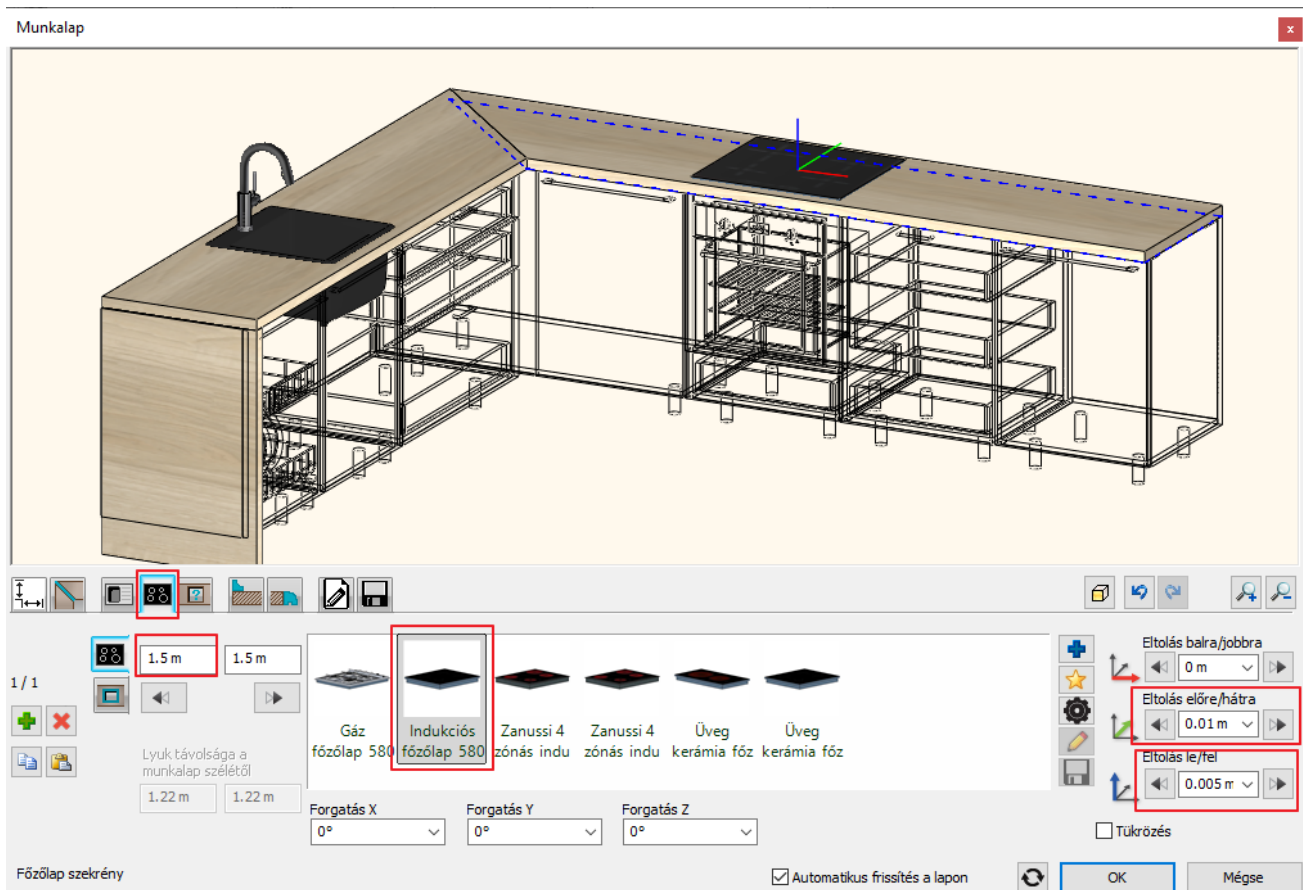 Munkalap
x
1 / 1
1.5 m
1.5 m
Lyuk távolsága a
munkalap szélétől
1.22 m
1.22 m
Gáz
főzőlap 580
Indukciós
főzőlap 580
Zanussi 4
zónás indu
Zanussi 4
zónás indu
Üveg
kerámia főz
Üveg
kerámia főz
Forgatás X
0°
Forgatás Y
0°
Forgatás Z
0°
Eltolás balra/jobbra
0 m
Eltolás előre/hátra
0.01 m
Eltolás le/fel
0.005 m
Tükrözés
Főzőlap szekrény
Automatikus frissítés a lapon
OK
Mégse